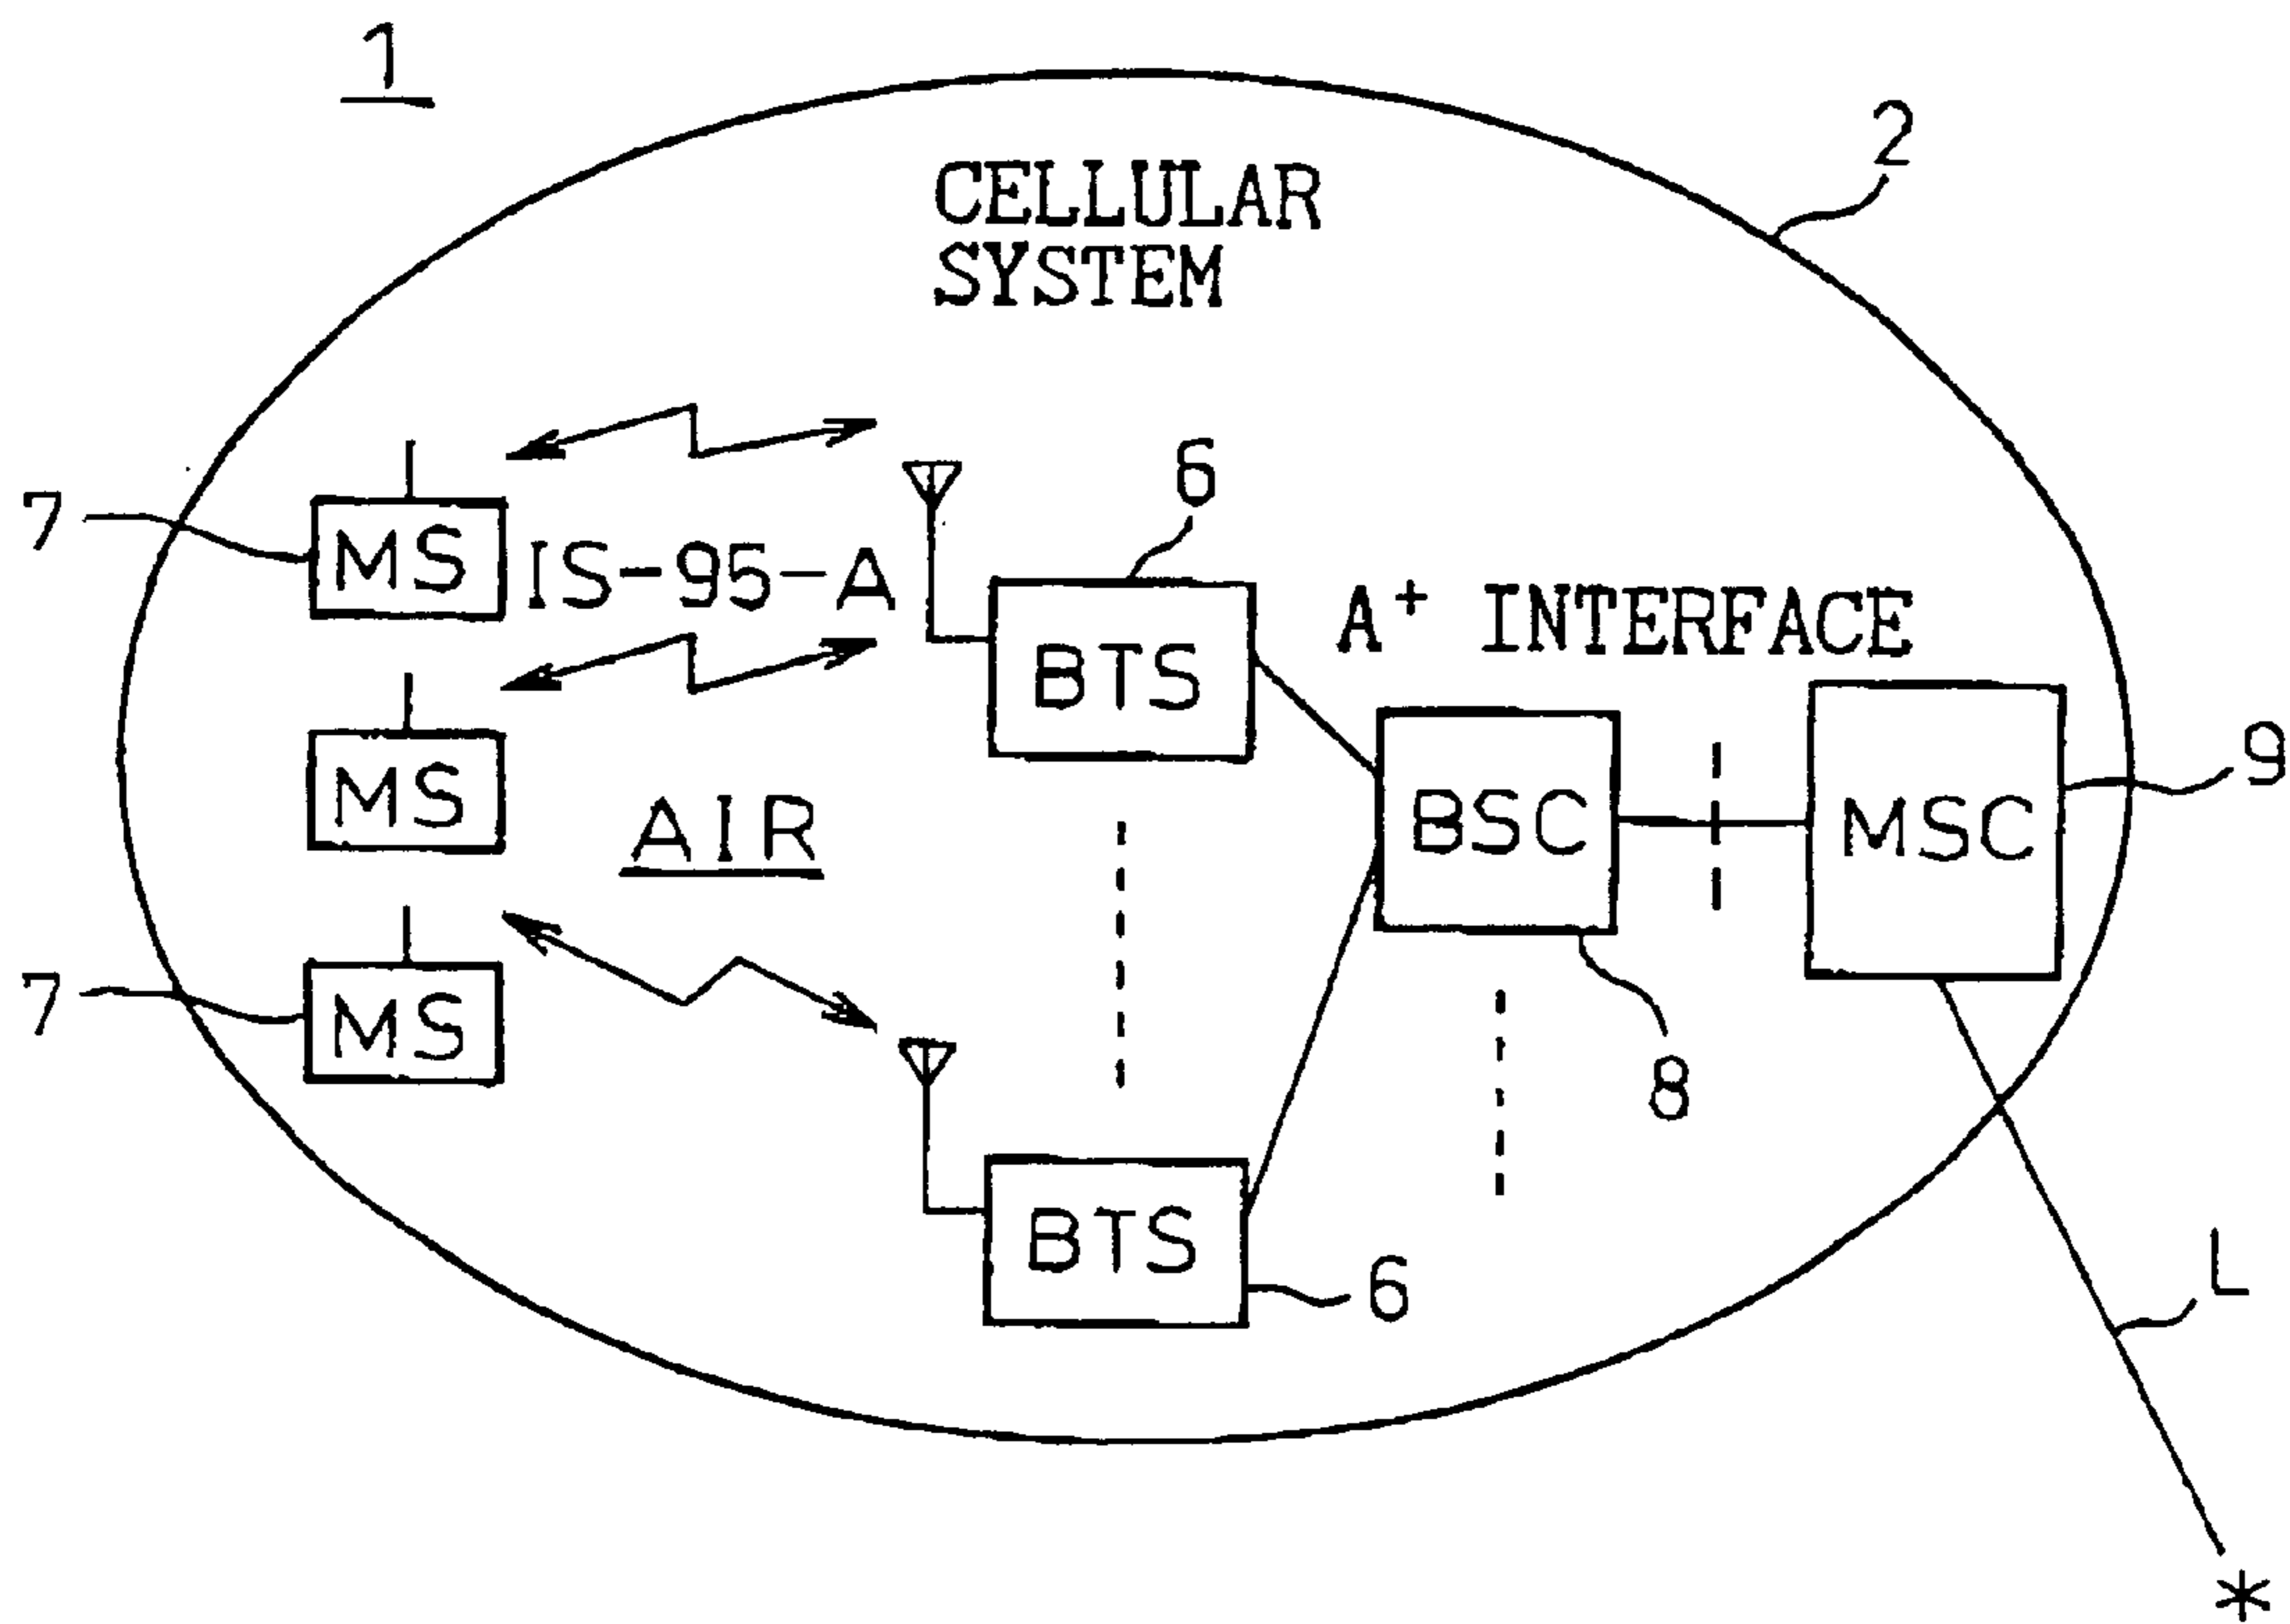 1
2
CELLULAR
SYSTEM
6
7
MS
IS-95-A
A+ INTERFACE
BTS
MS
AIR
BSC
MSC
9
7
MS
8
BTS
6
L
*